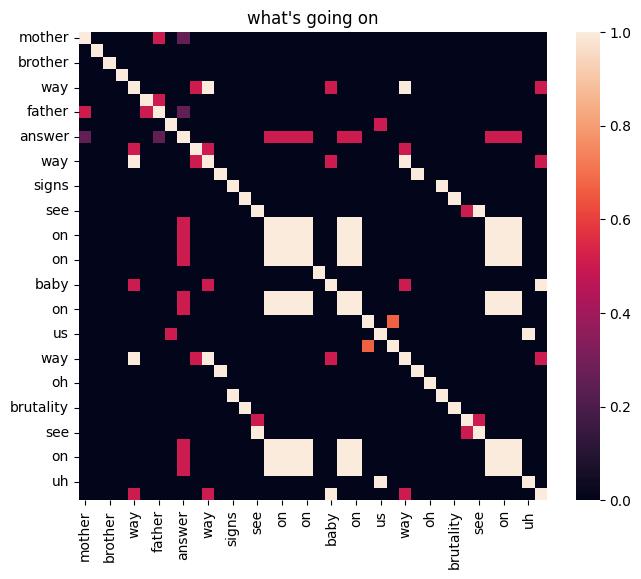 what's going on
mother
brother
way
father
answer
way
signs
see
on
on
baby
on
us
way
oh
brutality
see
on
uh
1.0
0.8
0.6
0.4
0.2
0.0
mother
brother
way
father
answer
way
signs
see
on
on
baby
on
us
way
oh
brutality
see
on
uh